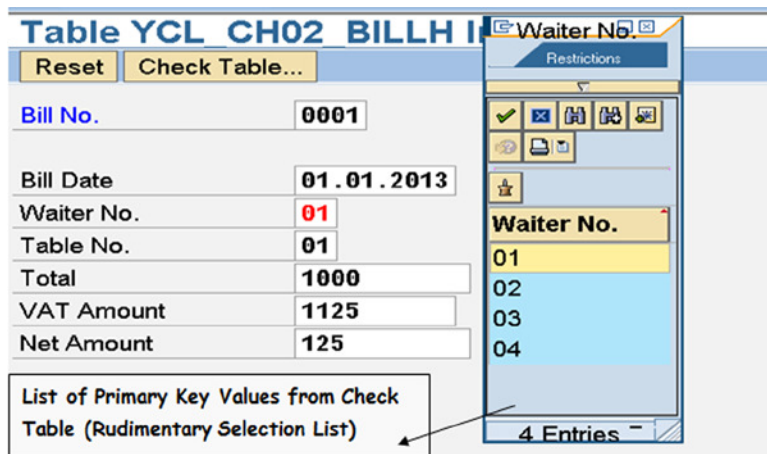 Table YCL_CH02_BILLH I
Reset Check Table...
Bill No. 0001
Bill Date 01.01.2013
Waiter No. 01
Table No. 01
Total 1000
VAT Amount 1125
Net Amount 125
List of Primary Key Values from Check
Table (Rudimentary Selection List)
Waiter No.
Restrictions
Waiter No.
01
02
03
04
4 Entries